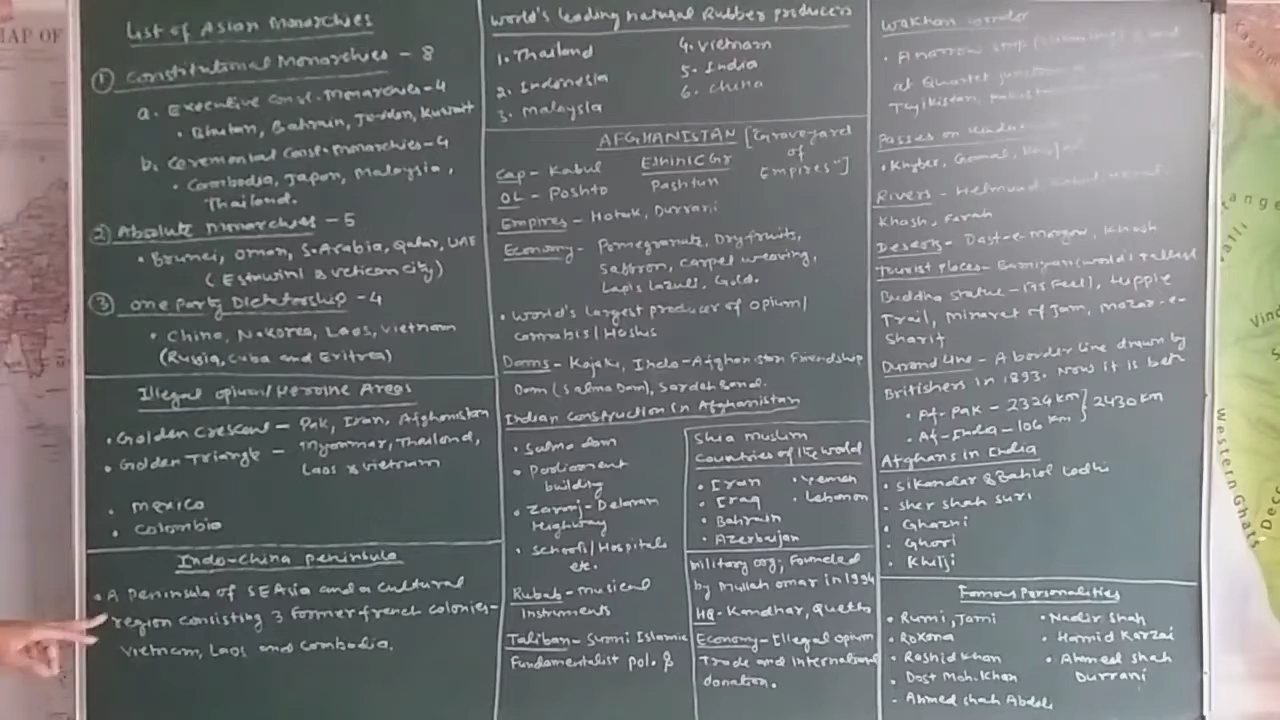 MAP OF
List of Asian Monarchies
① Constitutional Monarchies - 8
a. Executive Const. Monarchies - 4
• Bhutan, Bahrain, Jordan, Kuwait
b. Ceremonial Const. Monarchies - 4
• Combodia, Japan, Malaysia,
Thailand.
② Absolute Monarchies - 5
• Brunei, Oman, S. Arabia, Qatar, UAE
(Estwini & Vetican city)
③ One party Dictatorship - 4
• China, N. Korea, Laos, Vietnam
(Russia, Cuba and Eritrea)
Illegal opium/Heroine Areas
• Golden Crescent - Pak, Iran, Afghanistan
• Golden Triangle - Myanmar, Thailand,
Laos & Vietnam
• Mexico
• Colombia
Indo-China peninsula
• A Peninsula of SE Asia and a cultural
region consisting 3 Former french colonies -
Vietnam, Laos and Combodia.
World's leading natural Rubber producers
1. Thailand
2. Indonesia
3. Malaysia
4. Vietnam
5. India
6. China
AFGHANISTAN ["Graveyard of Empires"]
Cap - Kabul
OL - Poshto
Ethinic Gr
Pashtun
Empires - Hotak, Durrani
Economy - Pomegranate, Dry fruits,
Saffron, carpet weaving,
Lapis lazuli, Gold.
• World's largest producer of opium/
cannabis/Hashis
Dams - Kajaki, Indo-Afghanistan Friendship
Dam (Salma Dam), Sardeh Band.
Indian Construction in Afghanistan
• Salma dam
• Parliament
building
• Zaranj - Delaram
Highway
• Schools/Hospitals
etc.
Rubab - musical
Instruments
Taliban - Sunni Islamic
Fundamentalist pol. &
Shia Muslim
Countries of the world
• Iran
• Iraq
• Bahrain
• Azerbaijan
• Yemen
• Lebanon
military org; Founded
by Mullah omar in 1994
HQ - Kandhar, Quetta
Economy - Illegal opium
Trade and International
donation.
Wakhan
• A narrow strip
at Quartet
Tajikistan,
Passes on Hindu
• Khyber, Gomal,
Rivers - Helmund
Khash, Farah
Deserts - Dast-e-Margow, Khash
Tourist places - Bamiyan (world's tallest
Buddha statue - 175 Feet), Hippie
Trail, Minaret of Jam, Mazar-e-
Sharif
Durand line - A border line drawn by
Britishers in 1893. Now it is betn
• Af-Pak - 2324 km } 2430 km
• Af-India - 106 km
Afghans in India
• Sikandar & Bahlol Lodhi
• Sher shah suri
• Ghazni
• Ghori
• Khilji
Famous Personalities
• Rumi, Jami
• Roxana
• Rashid Khan
- Dost Moh. Khan
- Ahmed shah Abdali
• Nadir Shah
• Hamid Karzai
• Ahmed shah
Durrani
Western Ghats